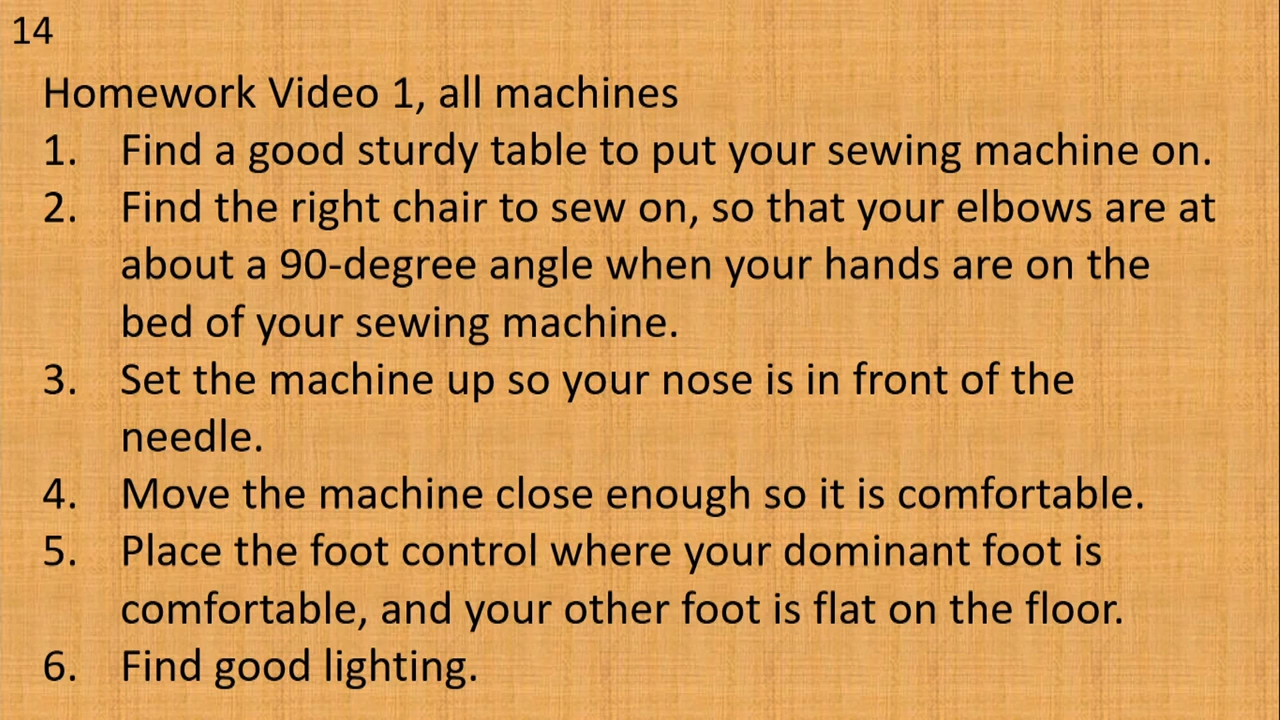 14
Homework Video 1, all machines
1. Find a good sturdy table to put your sewing machine on.
2. Find the right chair to sew on, so that your elbows are at
about a 90-degree angle when your hands are on the
bed of your sewing machine.
3. Set the machine up so your nose is in front of the
needle.
4. Move the machine close enough so it is comfortable.
5. Place the foot control where your dominant foot is
comfortable, and your other foot is flat on the floor.
6. Find good lighting.